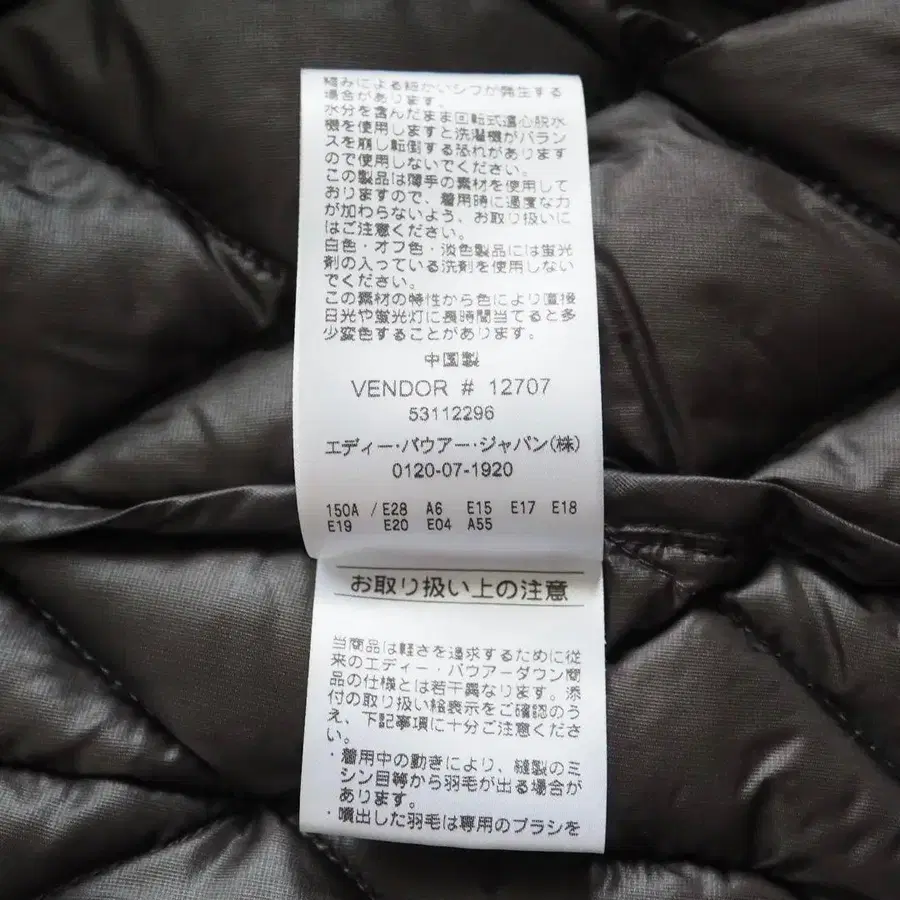 縮みによる細かいシワが発生する
場合があります。
水分を含んだまま回転式遠心脱水
機を使用しますと洗濯機がバラン
スを崩し転倒する恐れがあります
ので使用しないでください。
この製品は薄手の素材を使用して
おりますので、着用時に過度な力
が加わらないよう、お取り扱いに
はご注意ください。
白色・オフ色・淡色製品には蛍光
剤の入っている洗剤を使用しない
でください。
この素材の特性から色により直接
日光や蛍光灯に長時間当てると多
少変色することがあります。
中国製
VENDOR # 12707
53112296
エディー・バウアー・ジャパン(株)
0120-07-1920
150A / E28 A6 E15 E17 E18
E19 E20 E04 A55
お取り扱い上の注意
当商品は軽さを追求するために従
来のエディー・バウアーダウン商
品の仕様とは若干異なります。添
付の取り扱い絵表示をご確認のう
え、下記事項に十分ご注意くださ
い。
・着用中の動きにより、縫製のミ
シン目等から羽毛が出る場合が
あります。
・噴出した羽毛は専用のブラシを